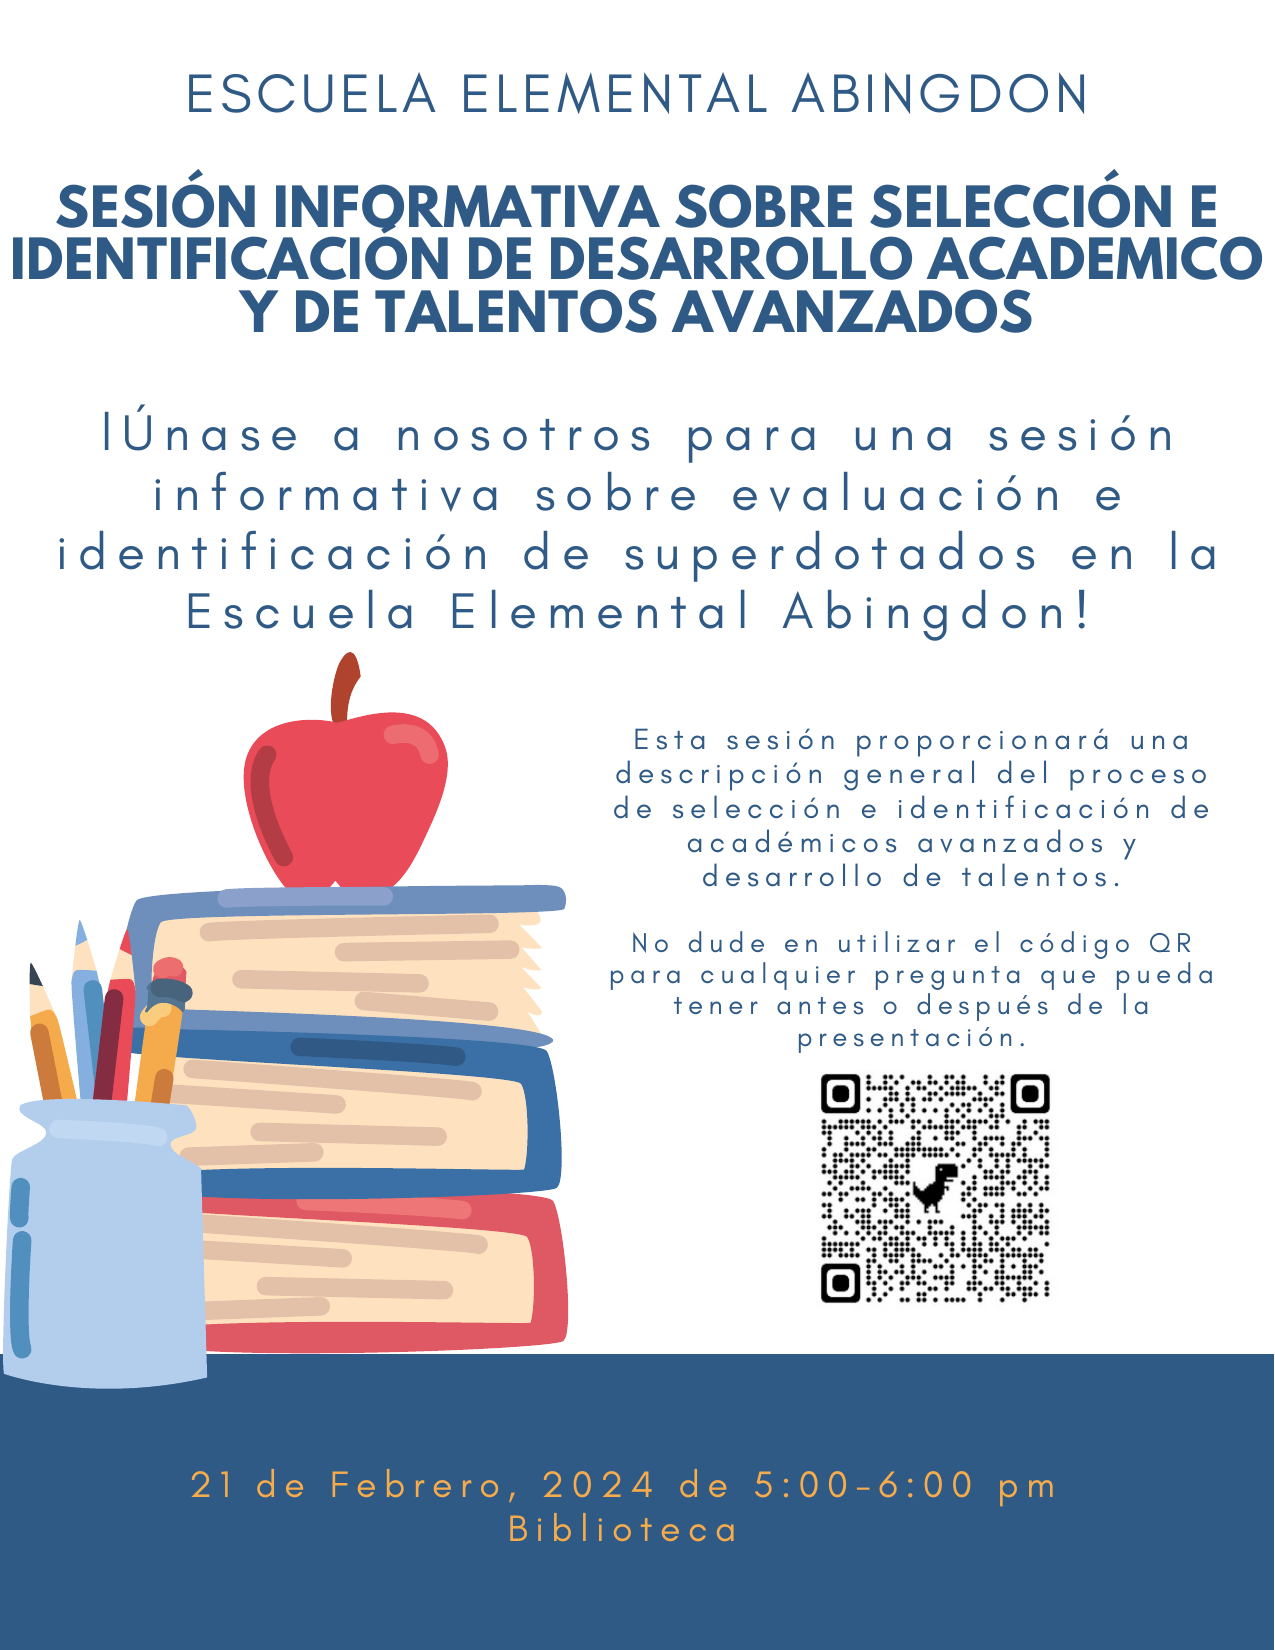 ESCUELA ELEMENTAL ABINGDON
SESIÓN INFORMATIVA SOBRE SELECCIÓN E
IDENTIFICACIÓN DE DESARROLLO ACADEMICO
Y DE TALENTOS AVANZADOS
lÚnase a nosotros para una sesión
informativa sobre evaluación e
identificación de superdotados en la
Escuela Elemental Abingdon!
Esta sesión proporcionará una
descripción general del proceso
de selección e identificación de
académicos avanzados y
desarrollo de talentos.
No dude en utilizar el código QR
para cualquier pregunta que pueda
tener antes o después de la
presentación.
21 de Febrero, 2024 de 5:00-6:00 pm
Biblioteca